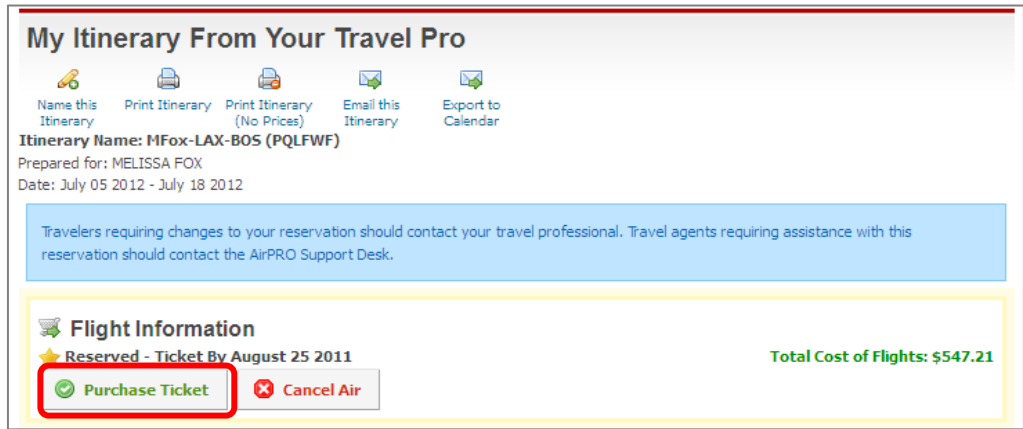 My Itinerary From Your Travel Pro
Name this Itinerary
Print Itinerary
Print Itinerary (No Prices)
Email this Itinerary
Export to Calendar
Itinerary Name: MFox-LAX-BOS (PQLFWF)
Prepared for: MELISSA FOX
Date: July 05 2012 - July 18 2012
Travelers requiring changes to your reservation should contact your travel professional. Travel agents requiring assistance with this
reservation should contact the AirPRO Support Desk.
Flight Information
Reserved - Ticket By August 25 2011
Total Cost of Flights: $547.21
Purchase Ticket
Cancel Air